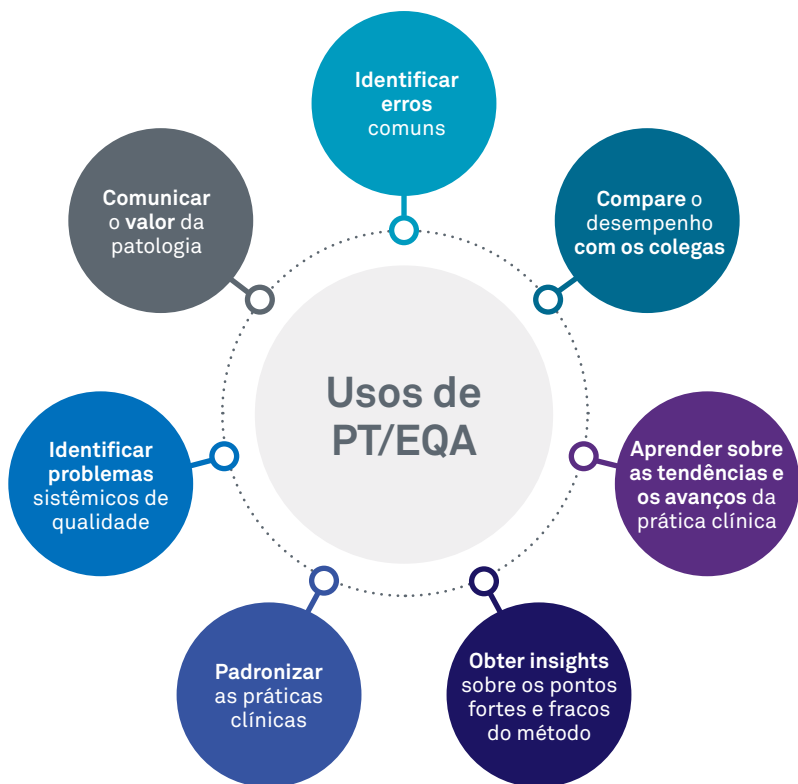 Usos de
PT/EQA
Identificar
erros
comuns
Compare o
desempenho
com os colegas
Aprender sobre
as tendências e
os avanços da
prática clínica
Obter insights
sobre os pontos
fortes e fracos
do método
Padronizar
as práticas
clínicas
Identificar
problemas
sistêmicos de
qualidade
Comunicar
o valor da
patologia